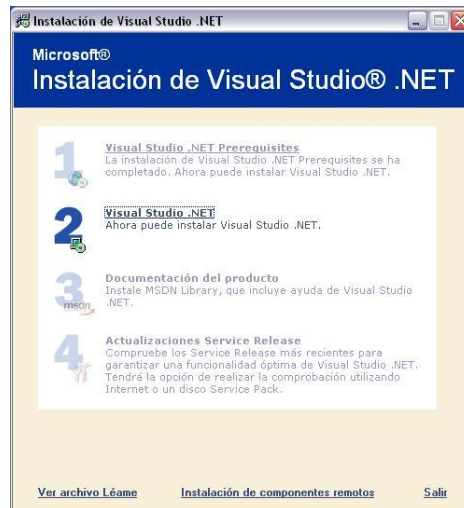 Instalación de Visual Studio .NET
Microsoft®
Instalación de Visual Studio® .NET
1
Visual Studio .NET Prerequisites
La instalación de Visual Studio .NET Prerequisites se ha
completado. Ahora puede instalar Visual Studio .NET.
2
Visual Studio .NET
Ahora puede instalar Visual Studio .NET.
3
msdn
Documentación del producto
Instale MSDN Library, que incluye ayuda de Visual Studio
.NET.
4
Actualizaciones Service Release
Compruebe los Service Release más recientes para
garantizar una funcionalidad óptima de Visual Studio .NET.
Tendrá la opción de realizar la comprobación utilizando
Internet o un disco Service Pack.
Ver archivo Léame
Instalación de componentes remotos
Salir